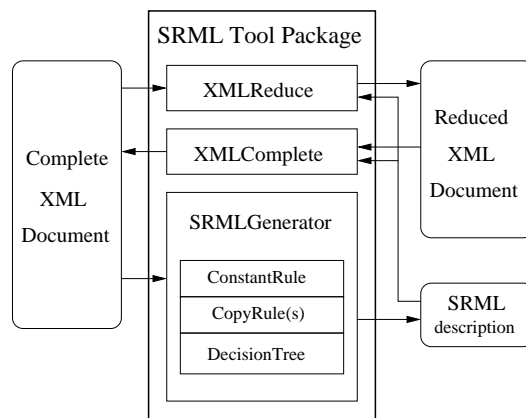 SRML Tool Package
Complete
XML
Document
XMLReduce
XMLComplete
SRMLGenerator
ConstantRule
CopyRule(s)
DecisionTree
Reduced
XML
Document
SRML
description